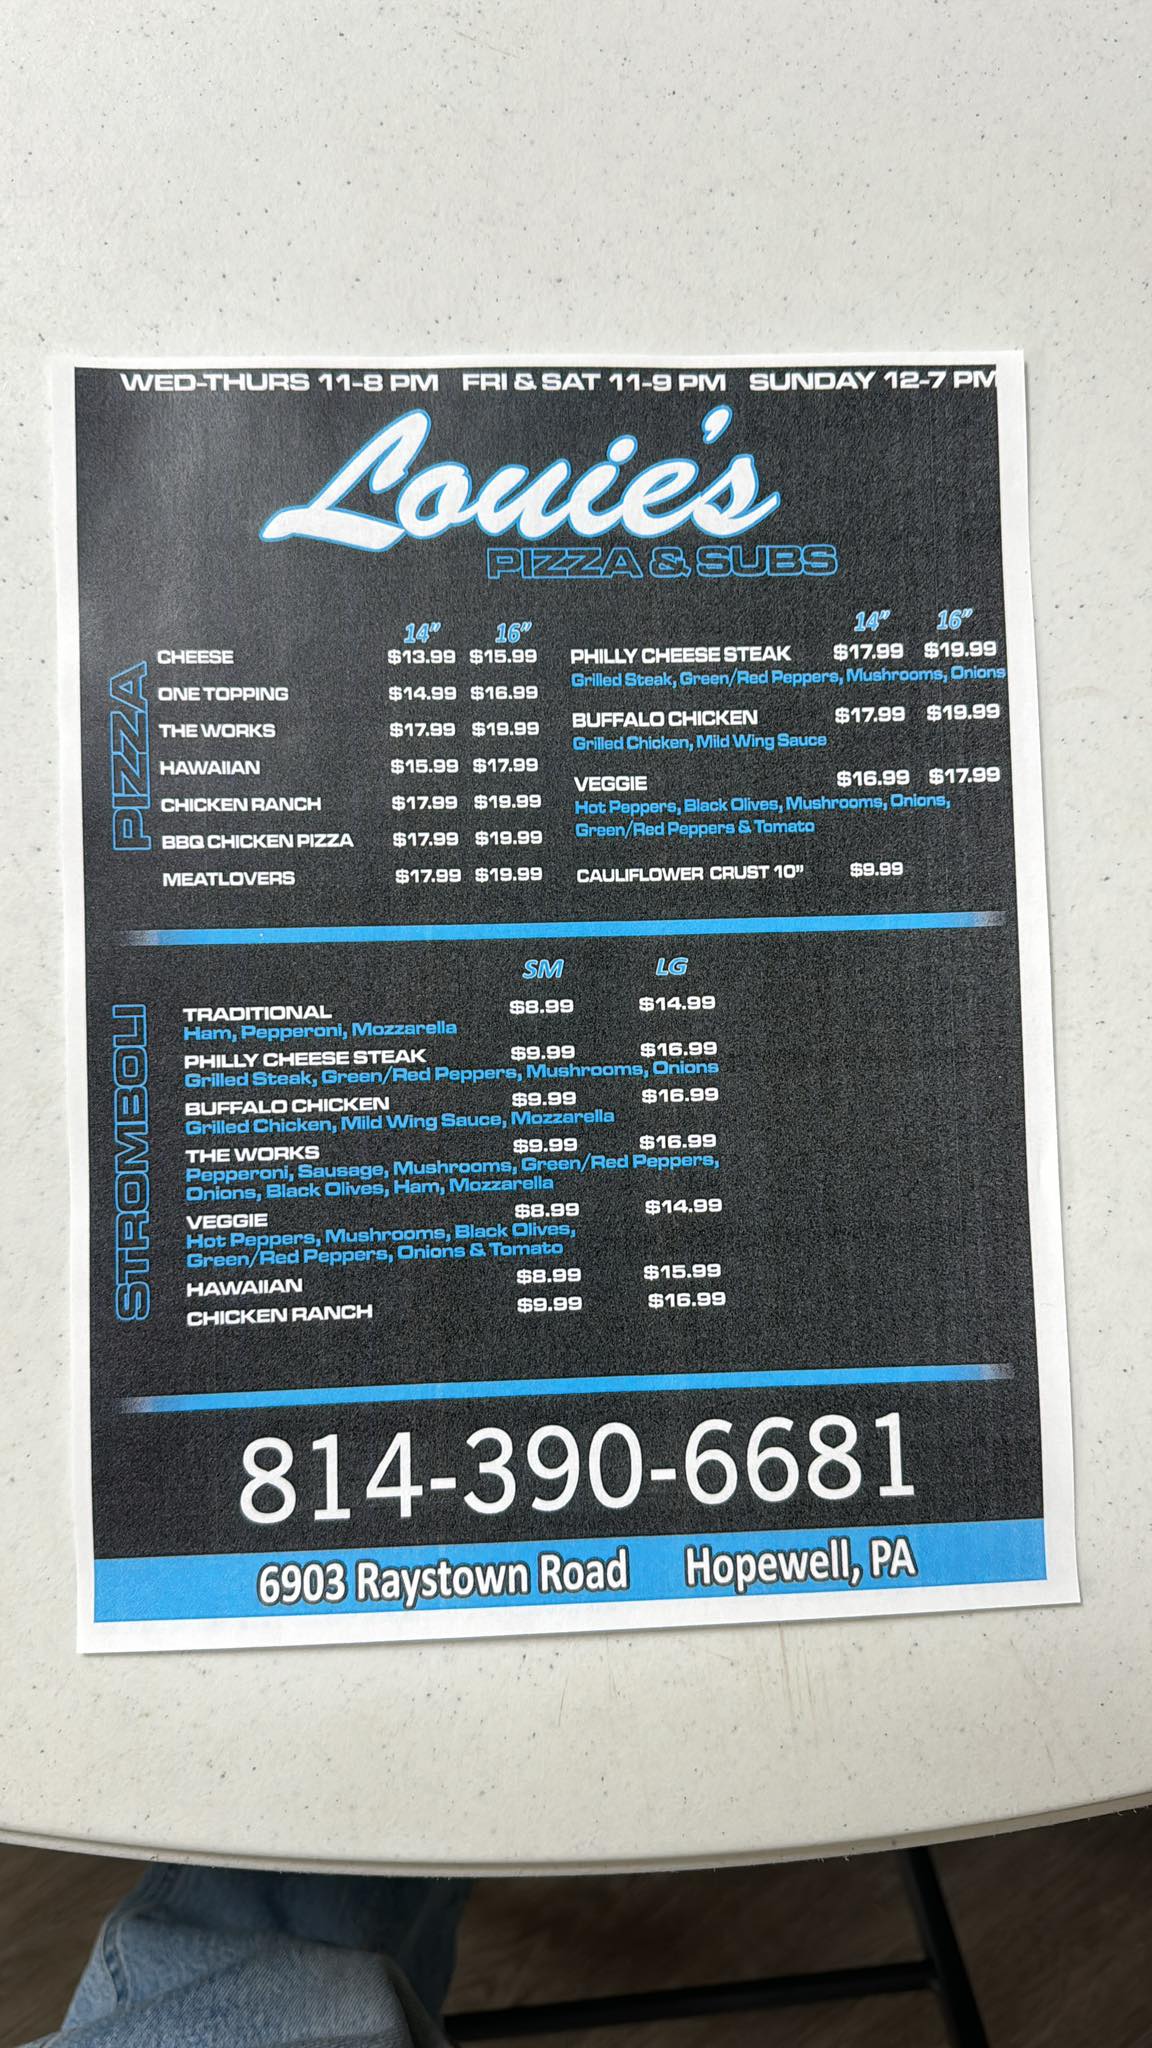 WED-THURS 11-8 PM FRI & SAT 11-9 PM SUNDAY 12-7 PM
Louie's
PIZZA & SUBS
PIZZA
14" 16"
CHEESE $13.99 $15.99
ONE TOPPING $14.99 $16.99
THE WORKS $17.99 $19.99
HAWAIIAN $15.99 $17.99
CHICKEN RANCH $17.99 $19.99
BBQ CHICKEN PIZZA $17.99 $19.99
MEATLOVERS $17.99 $19.99
14" 16"
PHILLY CHEESE STEAK $17.99 $19.99
Grilled Steak, Green/Red Peppers, Mushrooms, Onions
BUFFALO CHICKEN $17.99 $19.99
Grilled Chicken, Mild Wing Sauce
VEGGIE $16.99 $17.99
Hot Peppers, Black Olives, Mushrooms, Onions,
Green/Red Peppers & Tomato
CAULIFLOWER CRUST 10" $9.99
STROMBOLI
SM LG
TRADITIONAL $8.99 $14.99
Ham, Pepperoni, Mozzarella
PHILLY CHEESE STEAK $9.99 $16.99
Grilled Steak, Green/Red Peppers, Mushrooms, Onions
BUFFALO CHICKEN $9.99 $16.99
Grilled Chicken, Mild Wing Sauce, Mozzarella
THE WORKS $9.99 $16.99
Pepperoni, Sausage, Mushrooms, Green/Red Peppers,
Onions, Black Olives, Ham, Mozzarella
VEGGIE $8.99 $14.99
Hot Peppers, Mushrooms, Black Olives,
Green/Red Peppers, Onions & Tomato
HAWAIIAN $8.99 $15.99
CHICKEN RANCH $9.99 $16.99
814-390-6681
6903 Raystown Road Hopewell, PA